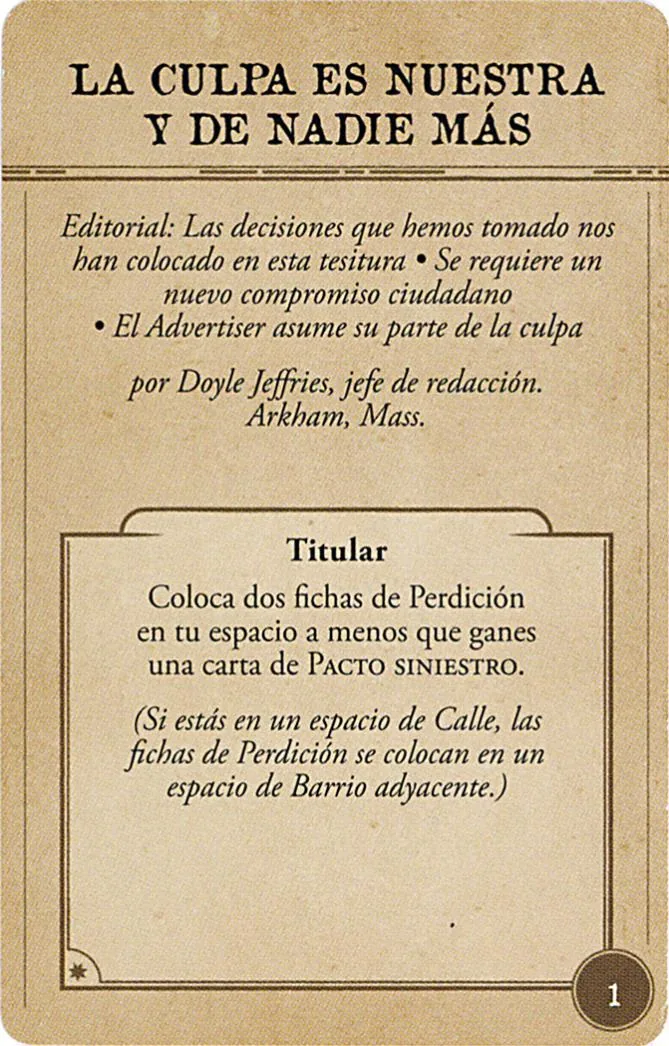 LA CULPA ES NUESTRA
Y DE NADIE MÁS
Editorial: Las decisiones que hemos tomado nos
han colocado en esta tesitura • Se requiere un
nuevo compromiso ciudadano
• El Advertiser asume su parte de la culpa
por Doyle Jeffries, jefe de redacción.
Arkham, Mass.
Titular
Coloca dos fichas de Perdición
en tu espacio a menos que ganes
una carta de PACTO SINIESTRO.
(Si estás en un espacio de Calle, las
fichas de Perdición se colocan en un
espacio de Barrio adyacente.)
1